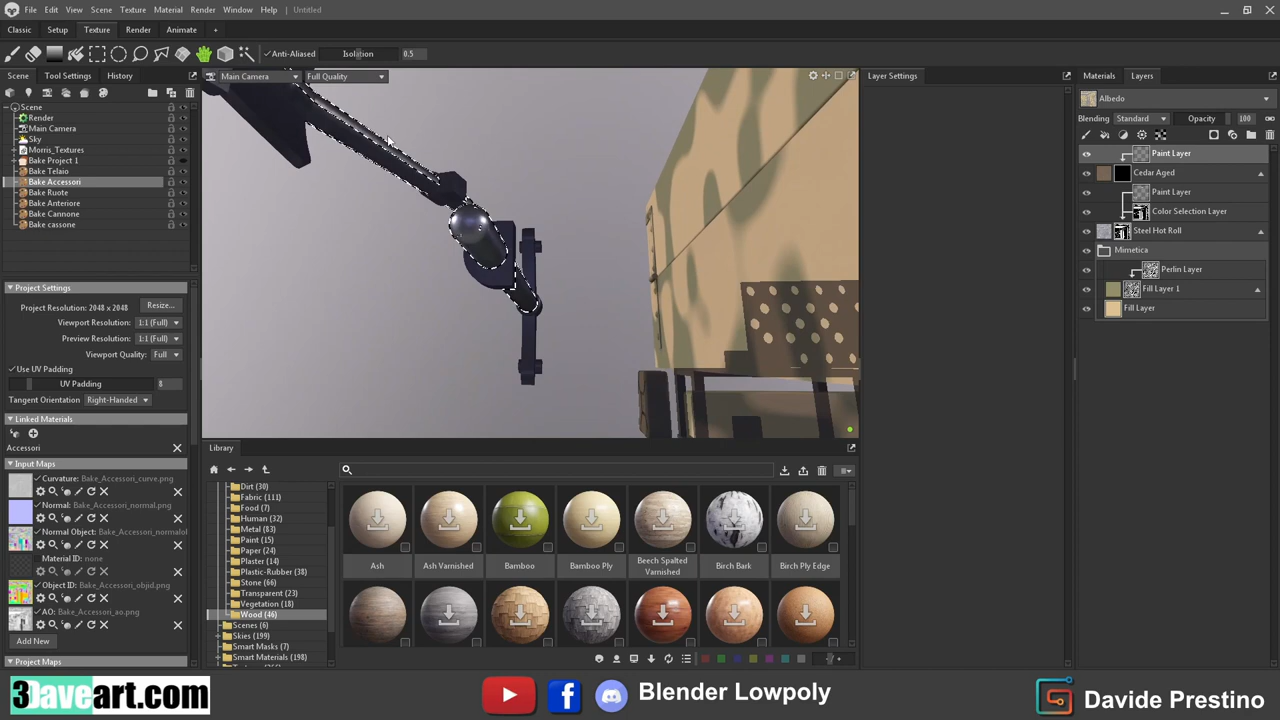 File Edit View Scene Texture Material Render Window Help Untitled
Classic Setup Texture Render Animate +
Anti-Aliased Isolation 0.5
Scene Tool Settings History
Main Camera Full Quality
Layer Settings
Materials Layers
Scene
Render
Main Camera
Sky
Morris_Textures
Bake Project 1
Bake Telaio
Bake Accessori
Bake Ruote
Bake Anteriore
Bake Cannone
Bake cassone
Albedo
Blending Standard Opacity 100
Paint Layer
Cedar Aged
Paint Layer
Color Selection Layer
Steel Hot Roll
Mimetica
Perlin Layer
Fill Layer 1
Fill Layer
Project Settings
Project Resolution: 2048 x 2048 Resize...
Viewport Resolution: 1:1 (Full)
Preview Resolution: 1:1 (Full)
Viewport Quality: Full
Use UV Padding
UV Padding 8
Tangent Orientation Right-Handed
Linked Materials
Accessori
Input Maps
Curvature: Bake_Accessori_curve.png
Normal: Bake_Accessori_normal.png
Normal Object: Bake_Accessori_normalol
Material ID: none
Object ID: Bake_Accessori_objid.png
AO: Bake_Accessori_ao.png
Add New
Project Maps
Library
Dirt (30)
Fabric (111)
Food (7)
Human (32)
Metal (83)
Paint (15)
Paper (24)
Plaster (14)
Plastic-Rubber (38)
Stone (66)
Transparent (23)
Vegetation (18)
Wood (46)
Scenes (6)
Skies (199)
Smart Masks (7)
Smart Materials (198)
Ash Ash Varnished Bamboo Bamboo Ply Beech Spalted Varnished Birch Bark Birch Ply Edge
3Daveart.com
Blender Lowpoly
Davide Prestino